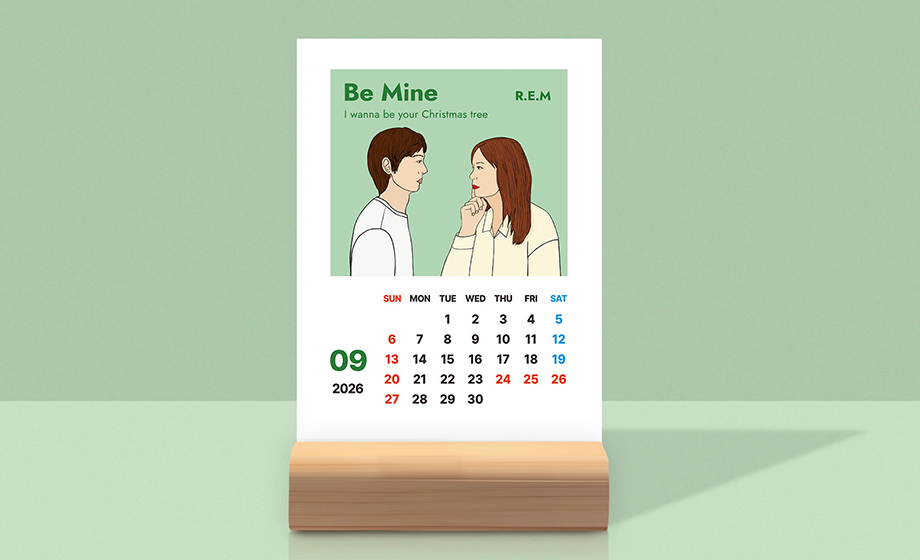 Be Mine
R.E.M
I wanna be your Christmas tree
SUN MON TUE WED THU FRI SAT
1 2 3 4 5
6 7 8 9 10 11 12
13 14 15 16 17 18 19
20 21 22 23 24 25 26
27 28 29 30
09
2026